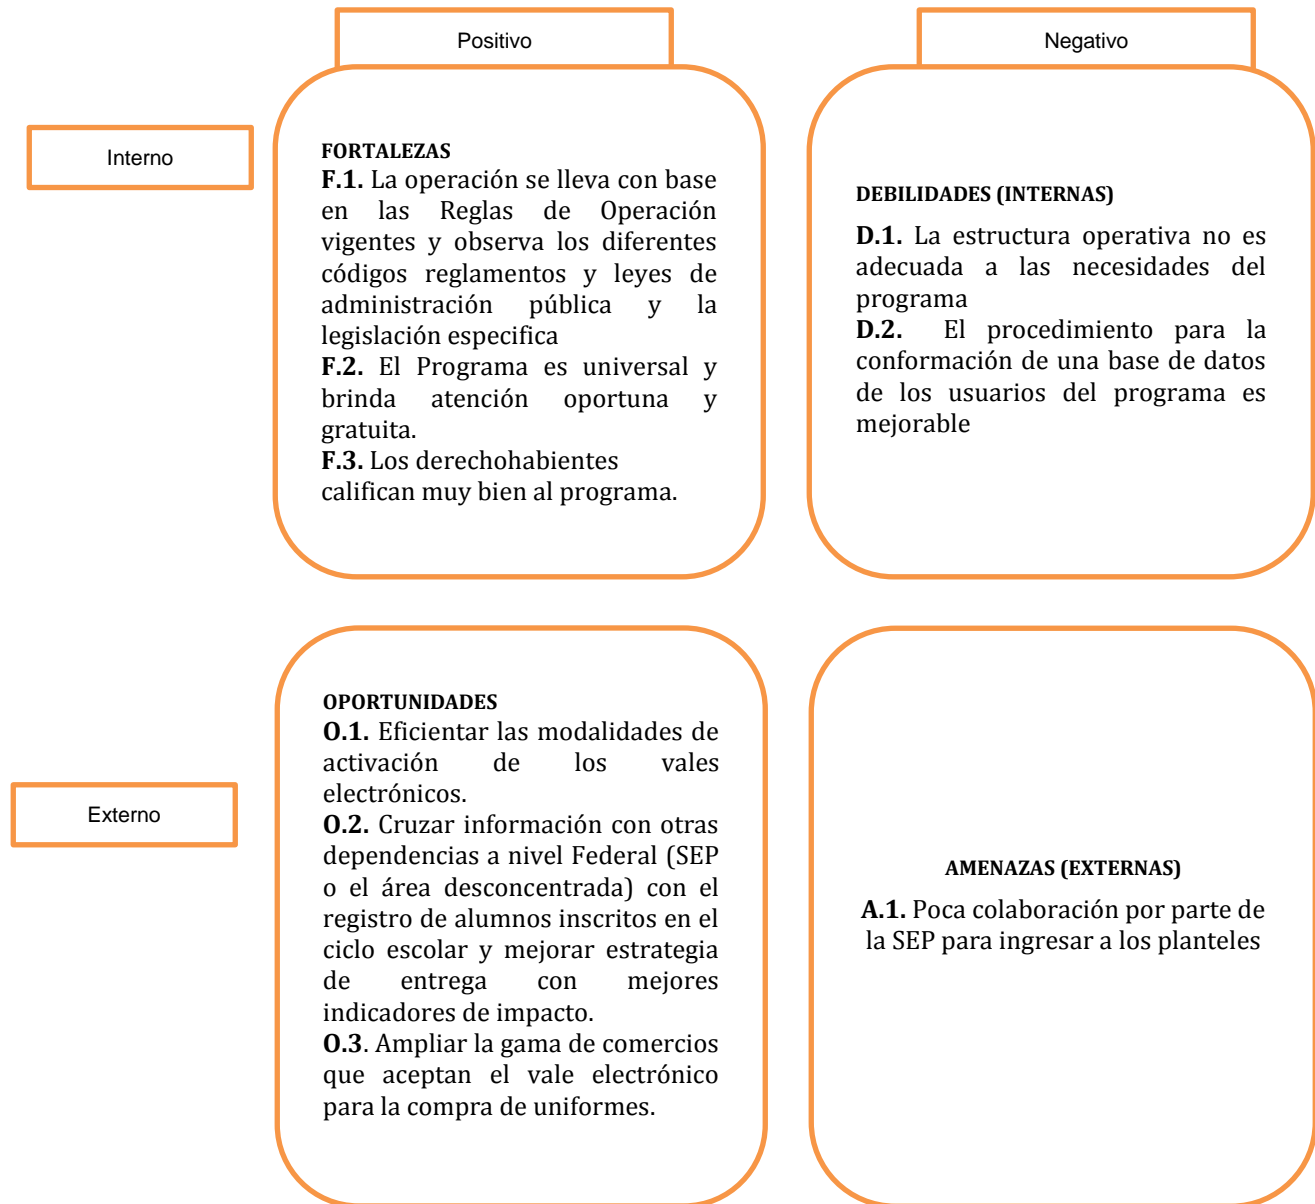 Positivo
Negativo
Interno
FORTALEZAS
F.1. La operación se lleva con base
en las Reglas de Operación
vigentes y observa los diferentes
códigos reglamentos y leyes de
administración pública y la
legislación especifica
F.2. El Programa es universal y
brinda atención oportuna y
gratuita.
F.3. Los derechohabientes
califican muy bien al programa.
DEBILIDADES (INTERNAS)
D.1. La estructura operativa no es
adecuada a las necesidades del
programa
D.2. El procedimiento para la
conformación de una base de datos
de los usuarios del programa es
mejorable
Externo
OPORTUNIDADES
O.1. Eficientar las modalidades de
activación de los vales
electrónicos.
O.2. Cruzar información con otras
dependencias a nivel Federal (SEP
o el área desconcentrada) con el
registro de alumnos inscritos en el
ciclo escolar y mejorar estrategia
de entrega con mejores
indicadores de impacto.
O.3. Ampliar la gama de comercios
que aceptan el vale electrónico
para la compra de uniformes.
AMENAZAS (EXTERNAS)
A.1. Poca colaboración por parte de
la SEP para ingresar a los planteles